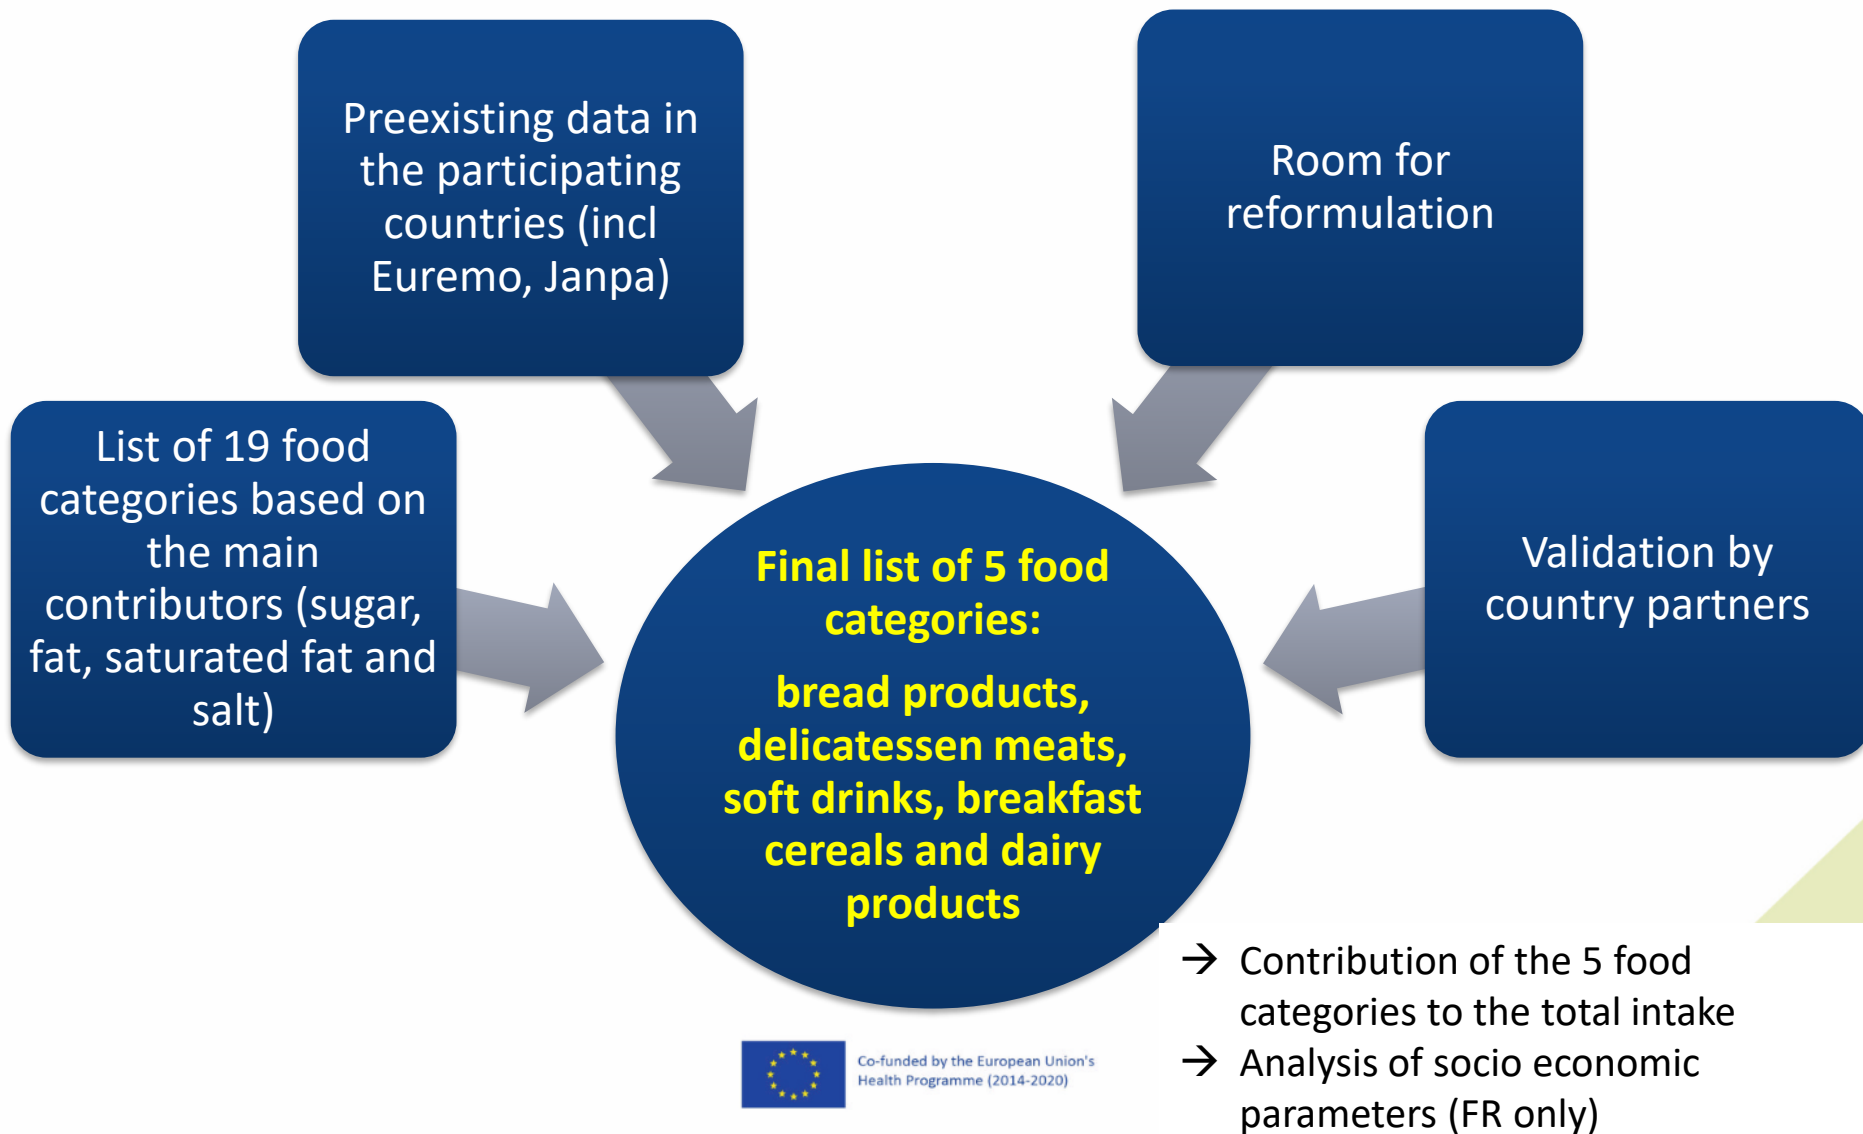 Preexisting data in
the participating
countries (incl
Euremo, Janpa)
Room for
reformulation
List of 19 food
categories based on
the main
contributors (sugar,
fat, saturated fat and
salt)
Validation by
country partners
Final list of 5 food
categories:
bread products,
delicatessen meats,
soft drinks, breakfast
cereals and dairy
products
→ Contribution of the 5 food
categories to the total intake
→ Analysis of socio economic
parameters (FR only)
Co-funded by the European Union's
Health Programme (2014-2020)